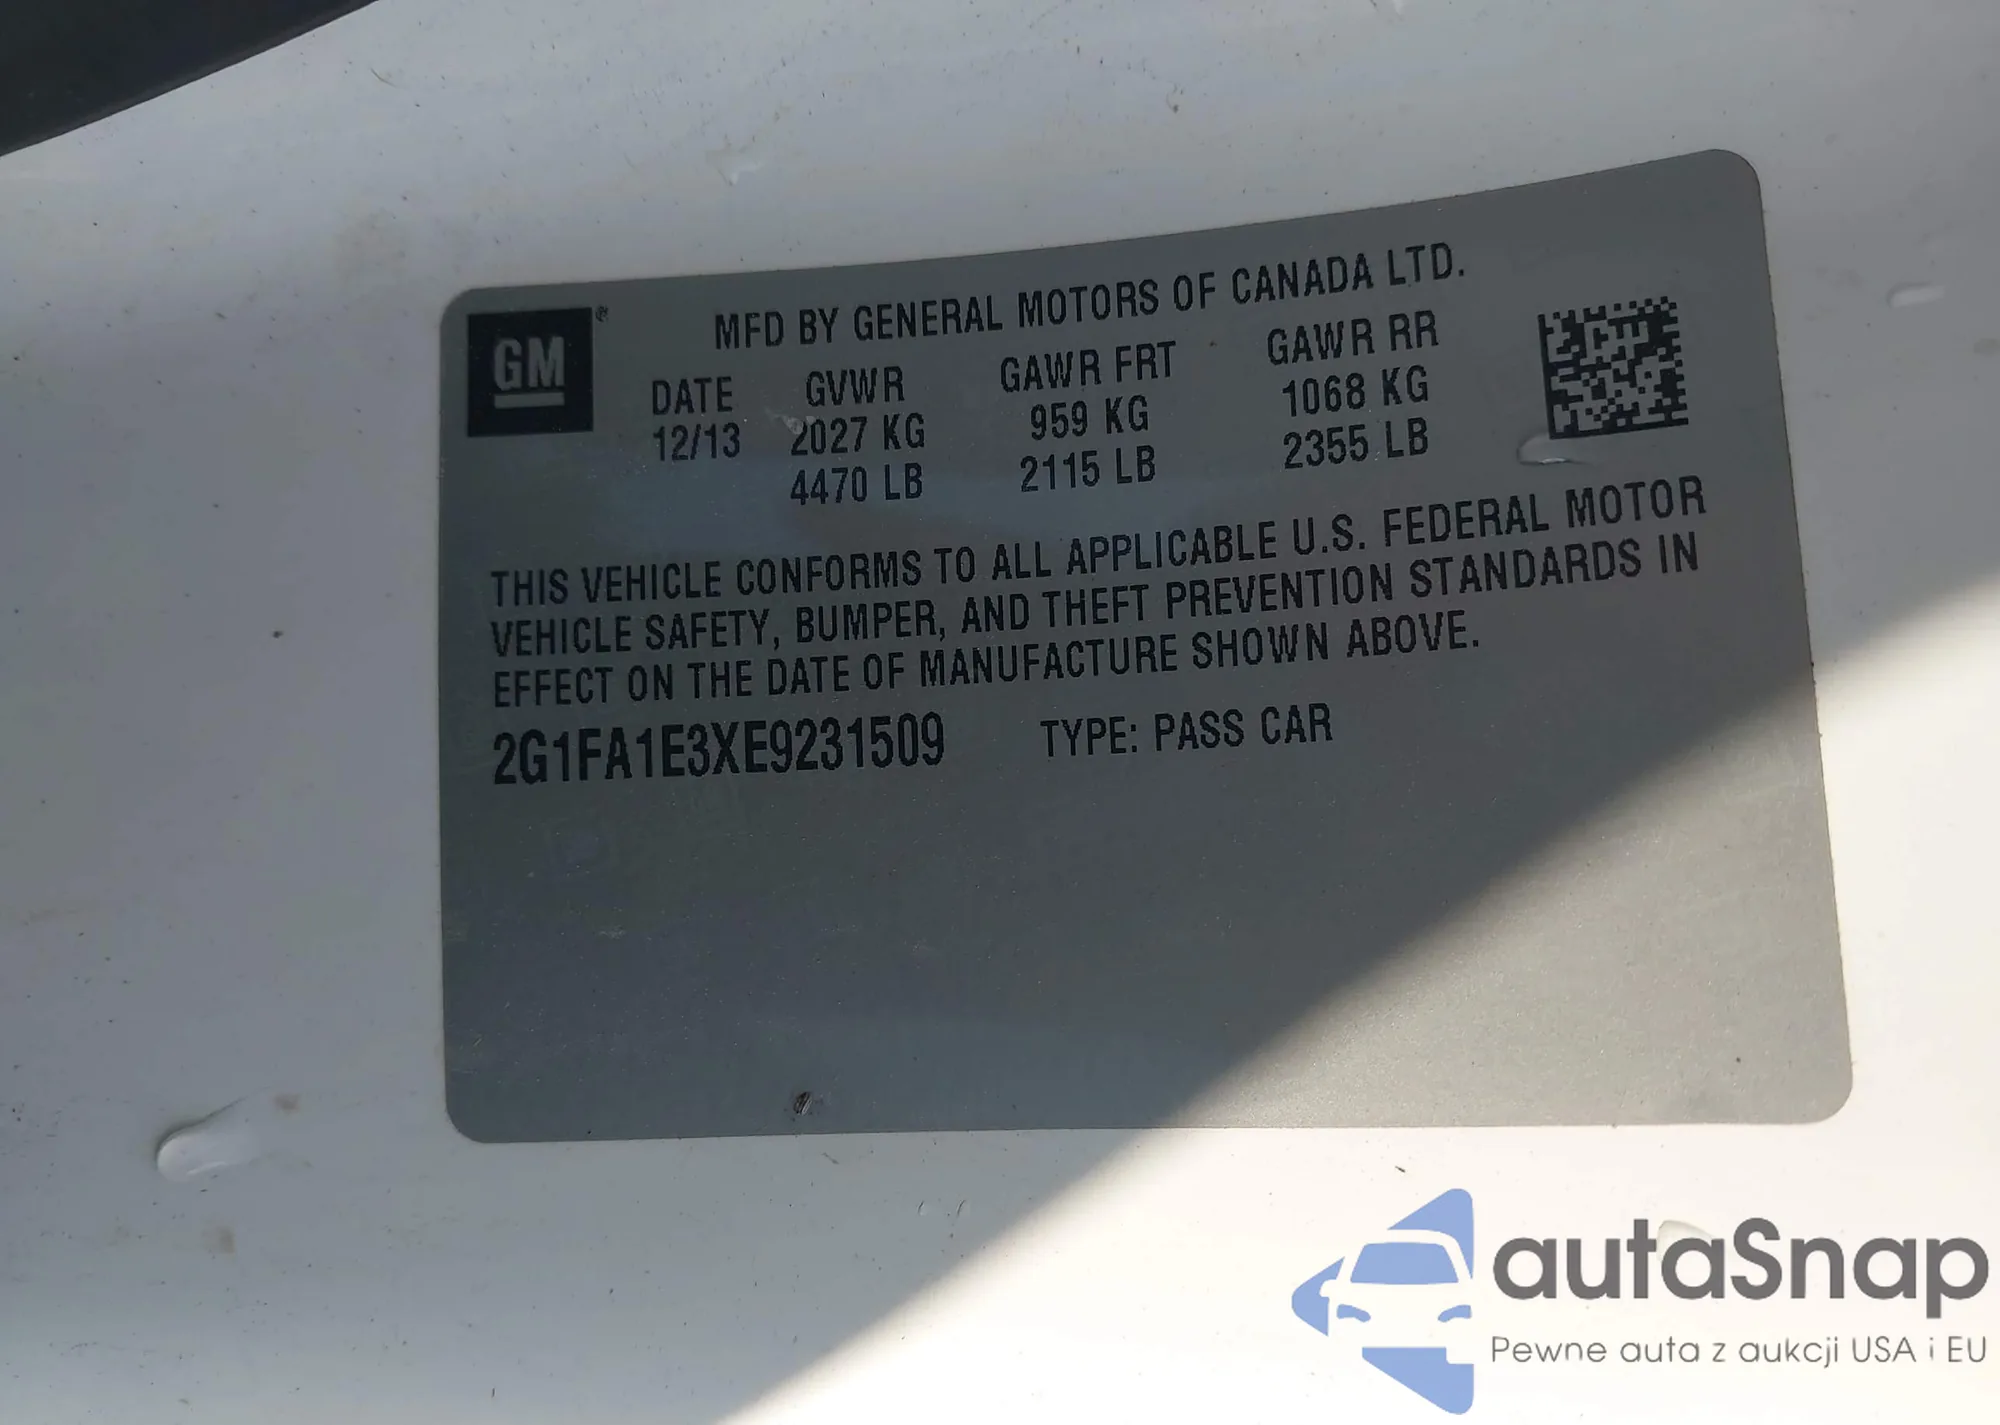 GM®
MFD BY GENERAL MOTORS OF CANADA LTD.
DATE GVWR GAWR FRT GAWR RR
12/13 2027 KG 959 KG 1068 KG
4470 LB 2115 LB 2355 LB
THIS VEHICLE CONFORMS TO ALL APPLICABLE U.S. FEDERAL MOTOR
VEHICLE SAFETY, BUMPER, AND THEFT PREVENTION STANDARDS IN
EFFECT ON THE DATE OF MANUFACTURE SHOWN ABOVE.
2G1FA1E3XE9231509 TYPE: PASS CAR
autaSnap
Pewne auta z aukcji USA i EU